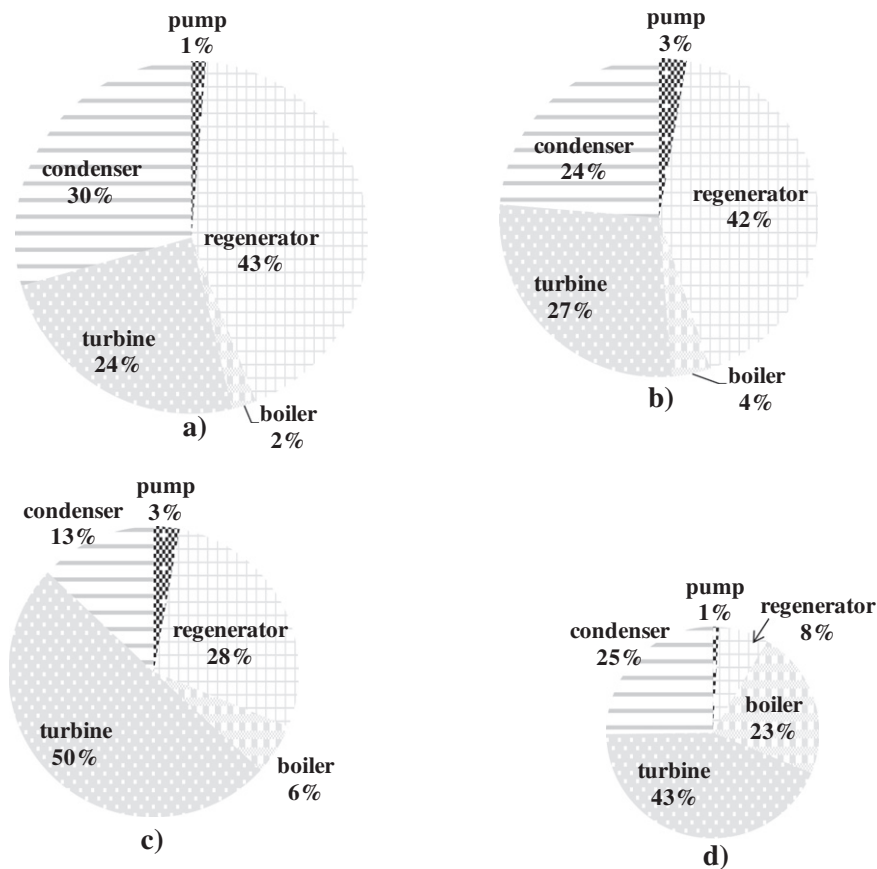 pump
1%
condenser
30%
regenerator
43%
turbine
24%
boiler
2%
a)
pump
3%
condenser
24%
regenerator
42%
turbine
27%
boiler
4%
b)
pump
3%
condenser
13%
regenerator
28%
turbine
50%
boiler
6%
c)
pump
1%
regenerator
8%
condenser
25%
boiler
23%
turbine
43%
d)